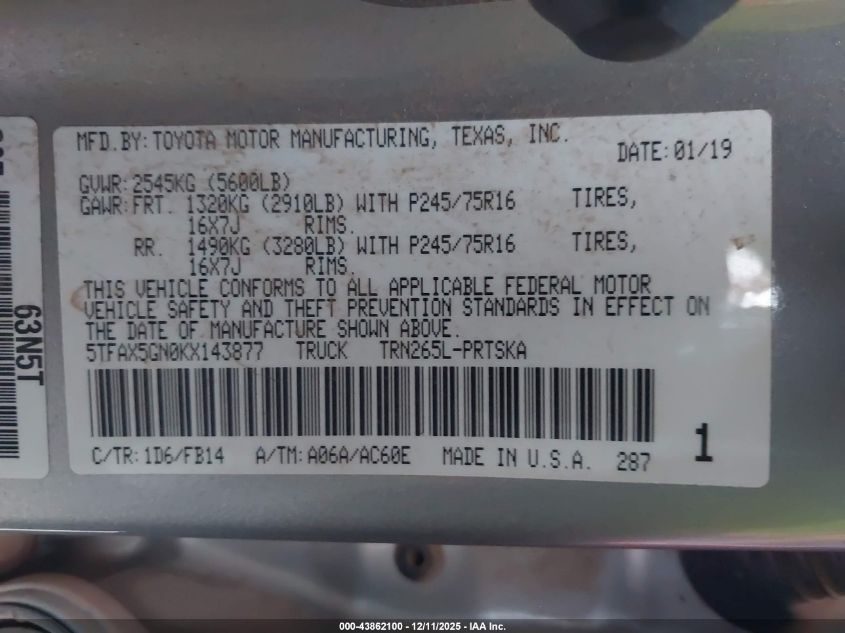 MFD.BY:TOYOTA MOTOR MANUFACTURING, TEXAS, INC.
DATE:01/19
GVWR:2545KG (5600LB)
GAWR:FRT. 1320KG (2910LB) WITH P245/75R16 TIRES,
16X7J RIMS.
RR. 1490KG (3280LB) WITH P245/75R16 TIRES,
16X7J RIMS.
THIS VEHICLE CONFORMS TO ALL APPLICABLE FEDERAL MOTOR
VEHICLE SAFETY AND THEFT PREVENTION STANDARDS IN EFFECT ON
THE DATE OF MANUFACTURE SHOWN ABOVE.
5TFAX5GN0KX143877 TRUCK TRN265L-PRTSKA
C/TR:1D6/FB14 A/TM:A06A/AC60E MADE IN U.S.A. 287
1
63N5T
000-43862100 - 12/11/2025 - IAA Inc.